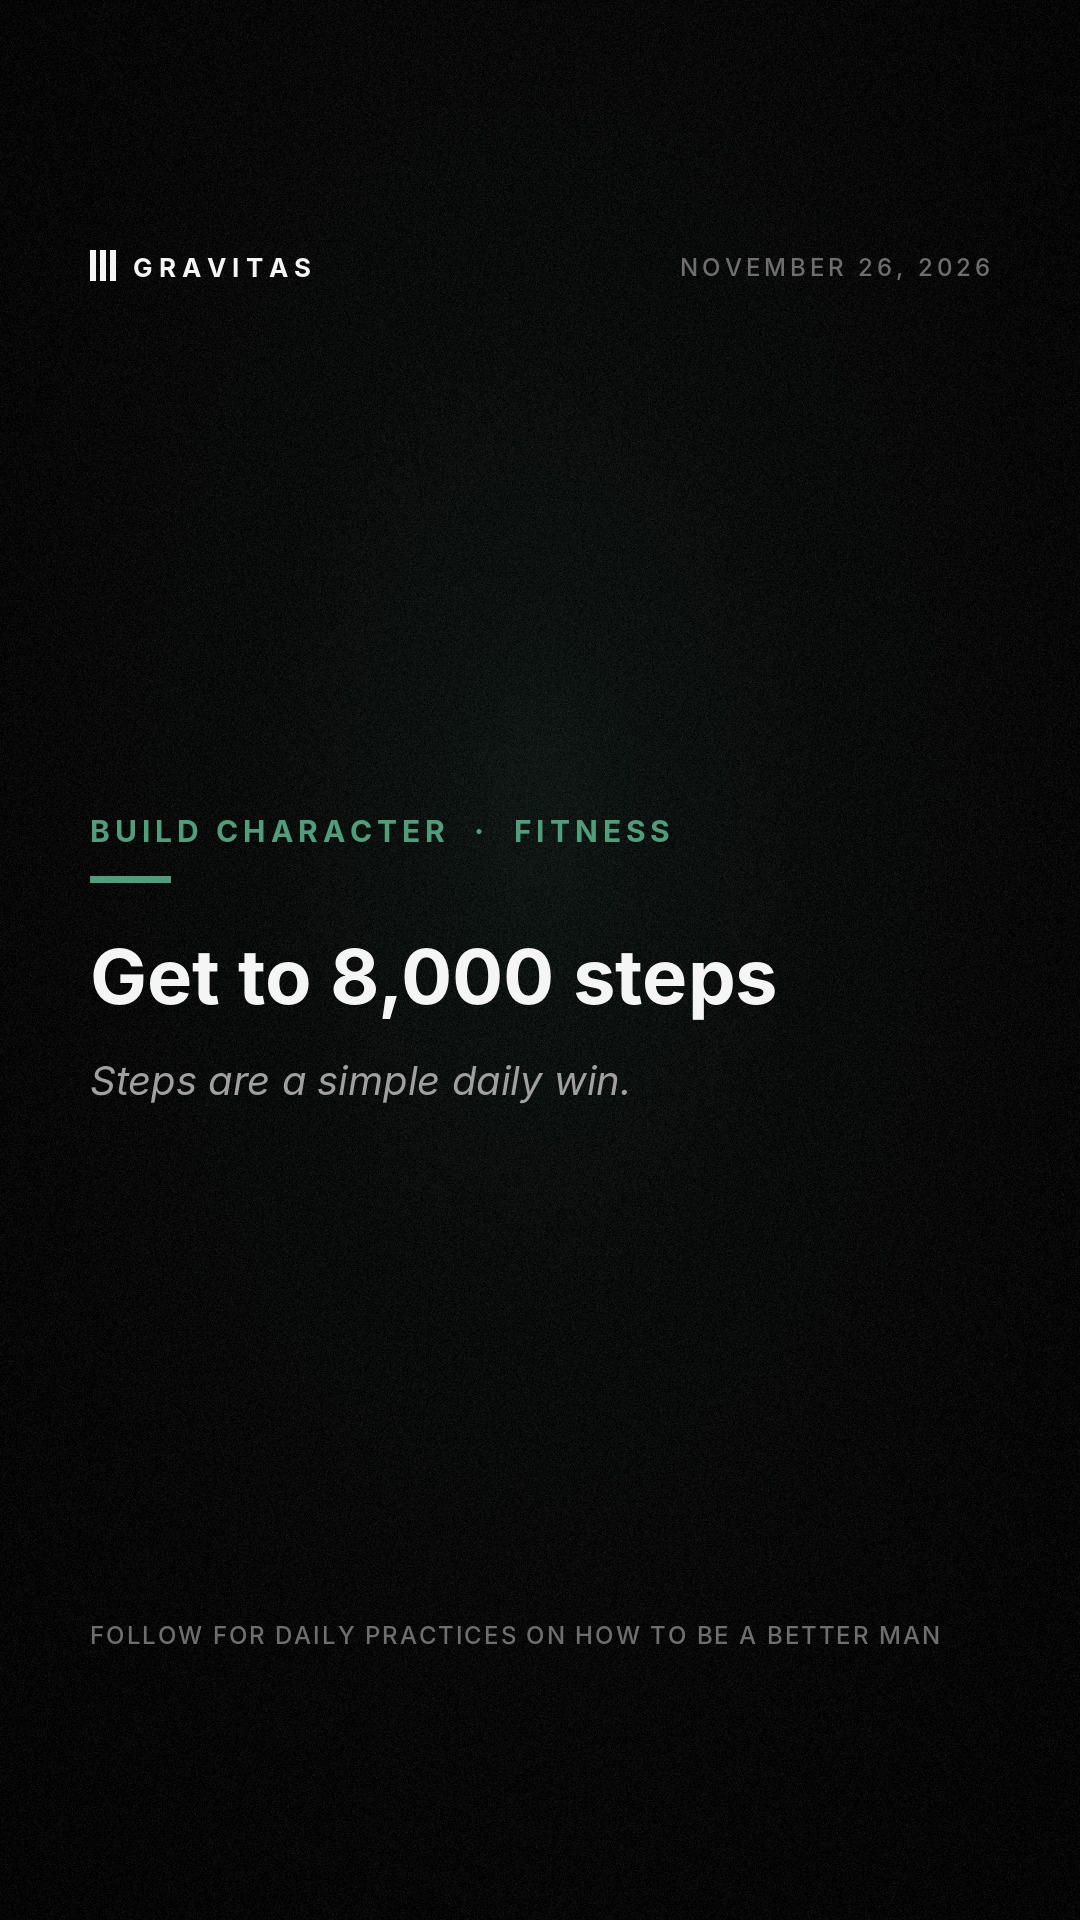 GRAVITAS
NOVEMBER 26, 2026
BUILD CHARACTER · FITNESS
Get to 8,000 steps
Steps are a simple daily win.
FOLLOW FOR DAILY PRACTICES ON HOW TO BE A BETTER MAN